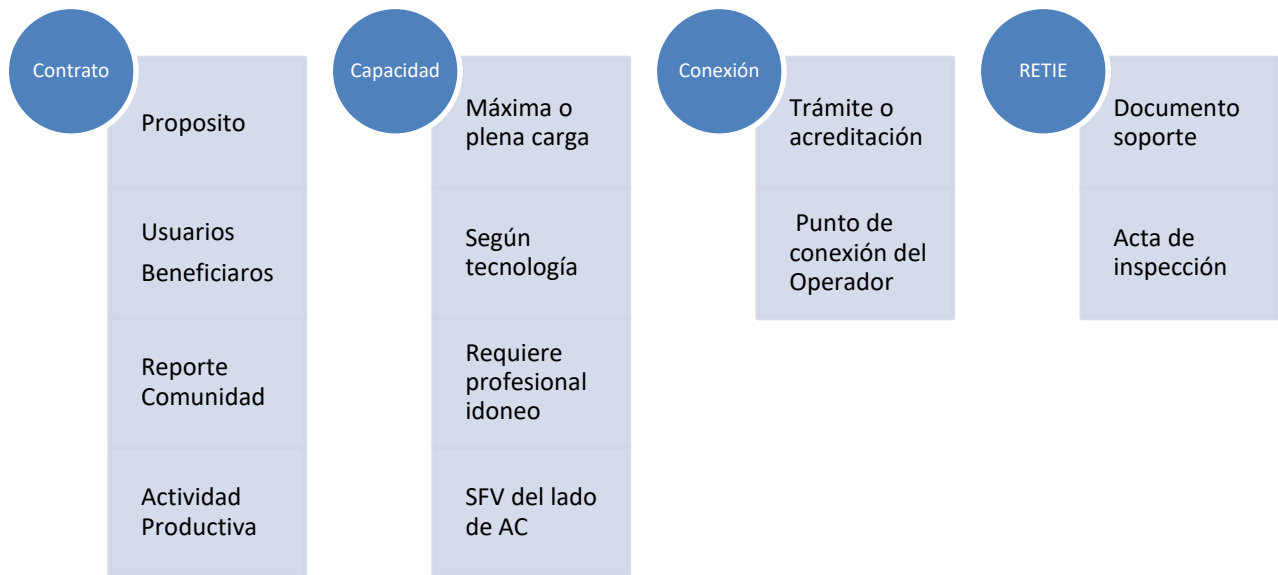 Contrato
Proposito
Usuarios
Beneficiaros
Reporte
Comunidad
Actividad
Productiva
Capacidad
Máxima o
plena carga
Según
tecnología
Requiere
profesional
idoneo
SFV del lado
de AC
Conexión
Trámite o
acreditación
Punto de
conexión del
Operador
RETIE
Documento
soporte
Acta de
inspección